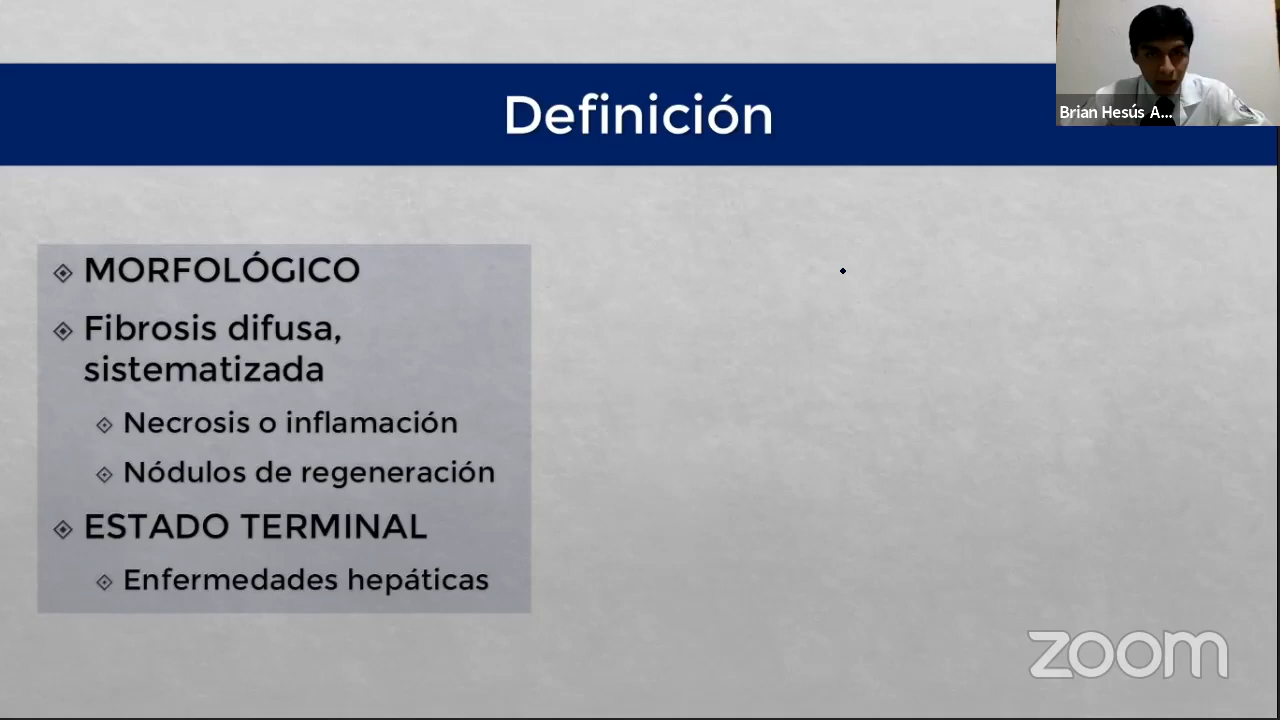 Definición
Brian Hesús A...
MORFOLÓGICO
Fibrosis difusa,
sistematizada
Necrosis o inflamación
Nódulos de regeneración
ESTADO TERMINAL
Enfermedades hepáticas
zoom